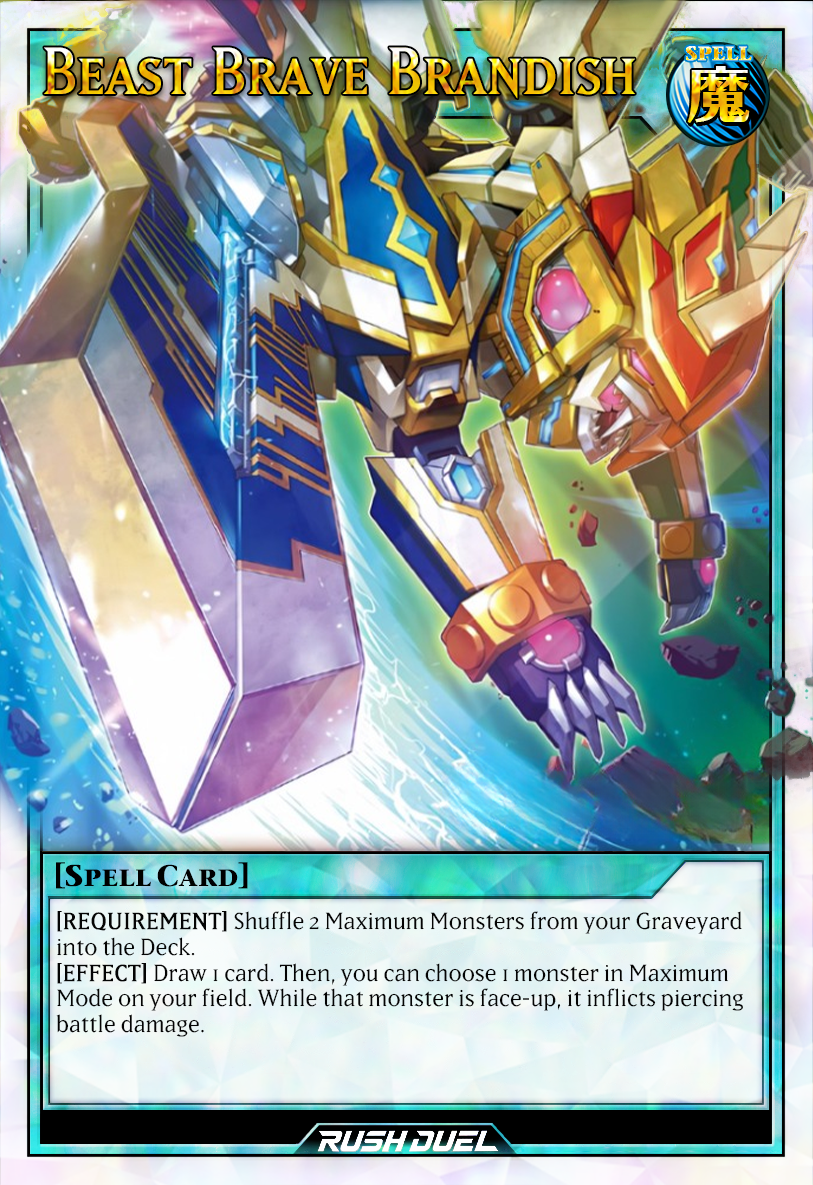 Beast Brave Brandish
SPELL
魔
[Spell Card]
[REQUIREMENT] Shuffle 2 Maximum Monsters from your Graveyard
into the Deck.
[EFFECT] Draw 1 card. Then, you can choose 1 monster in Maximum
Mode on your field. While that monster is face-up, it inflicts piercing
battle damage.
RUSH DUEL